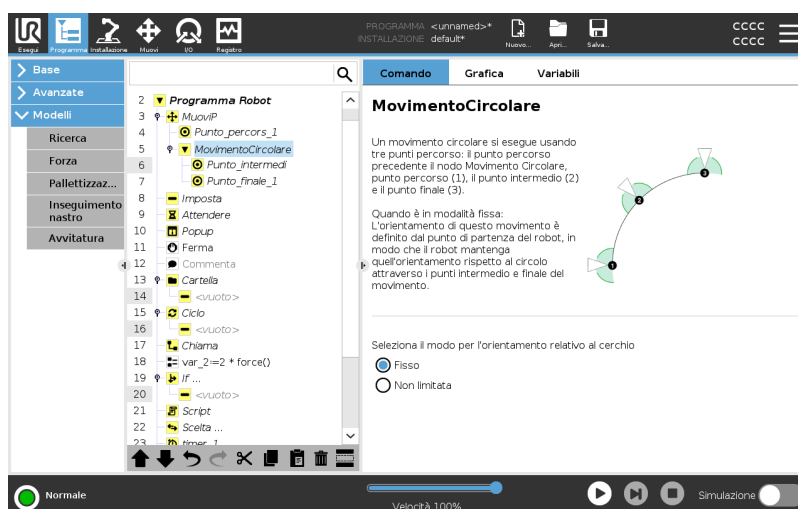 PROGRAMMA <unnamed>*
INSTALLAZIONE default*
Esegui
Programma
Installazione
Muovi
I/O
Registro
Nuovo...
Apri...
Salva...
CCCC
CCCC
Base
Avanzate
Modelli
Ricerca
Forza
Pallettizzaz...
Inseguimento
nastro
Avvitatura
2 Programma Robot
3 MuoviP
4 Punto_percors_1
5 MovimentoCircolare
6 Punto_intermedi
7 Punto_finale_1
8 Imposta
9 Attendere
10 Popup
11 Ferma
12 Commenta
13 Cartella
14 <vuoto>
15 Ciclo
16 <vuoto>
17 Chiama
18 var_2:=2 * force()
19 If ...
20 <vuoto>
21 Script
22 Scelta ...
23 timer_1
Comando
Grafica
Variabili
MovimentoCircolare
Un movimento circolare si esegue usando
tre punti percorso: il punto percorso
precedente il nodo Movimento Circolare,
punto percorso (1), il punto intermedio (2)
e il punto finale (3).
Quando è in modalità fissa:
L'orientamento di questo movimento è
definito dal punto di partenza del robot, in
modo che il robot mantenga
quell'orientamento rispetto al circolo
attraverso i punti intermedio e finale del
movimento.
3
2
1
Seleziona il modo per l'orientamento relativo al cerchio
Fisso
Non limitata
Normale
Velocità 100%
Simulazione